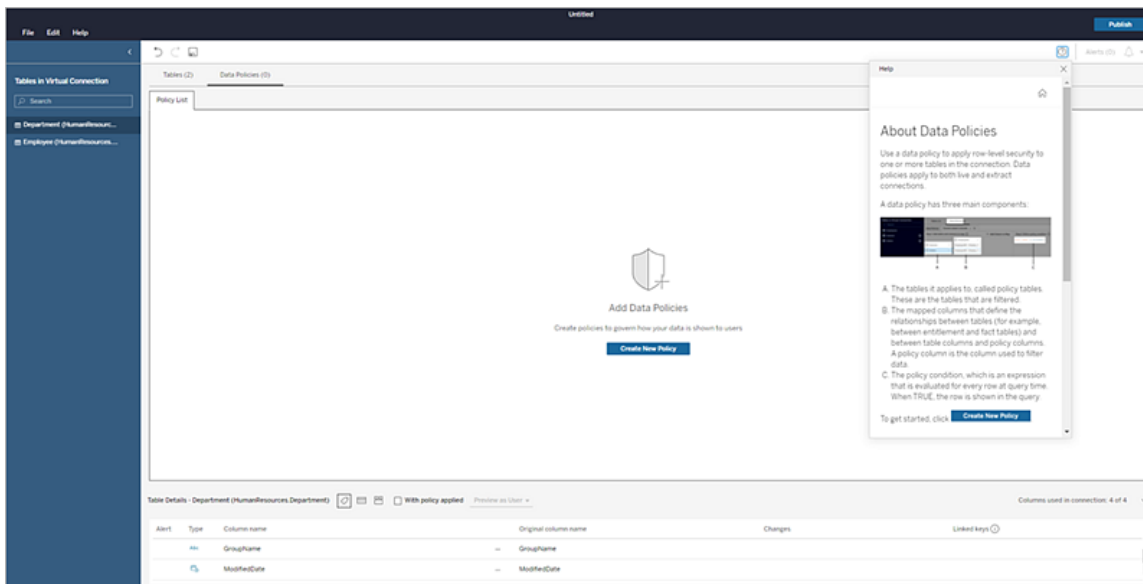 Untitled
File Edit Help
Publish
Alerts (0)
Tables in Virtual Connection
Search
Department (HumanResourc...
Employee (HumanResources....
Tables (2) Data Policies (0)
Policy List
Add Data Policies
Create policies to govern how your data is shown to users
Create New Policy
Help
About Data Policies
Use a data policy to apply row-level security to
one or more tables in the connection. Data
policies apply to both live and extract
connections.
A data policy has three main components:
A. The tables it applies to, called policy tables.
These are the tables that are filtered.
B. The mapped columns that define the
relationships between tables (for example,
between entitlement and fact tables) and
between table columns and policy columns.
A policy column is the column used to filter
data.
C. The policy condition, which is an expression
that is evaluated for every row at query time.
When TRUE, the row is shown in the query.
To get started, click Create New Policy
Table Details - Department (HumanResources.Department) With policy applied Preview as User Columns used in connection: 4 of 4
Alert Type Column name Original column name Changes Linked keys
Abc GroupName GroupName
ModifiedDate ModifiedDate